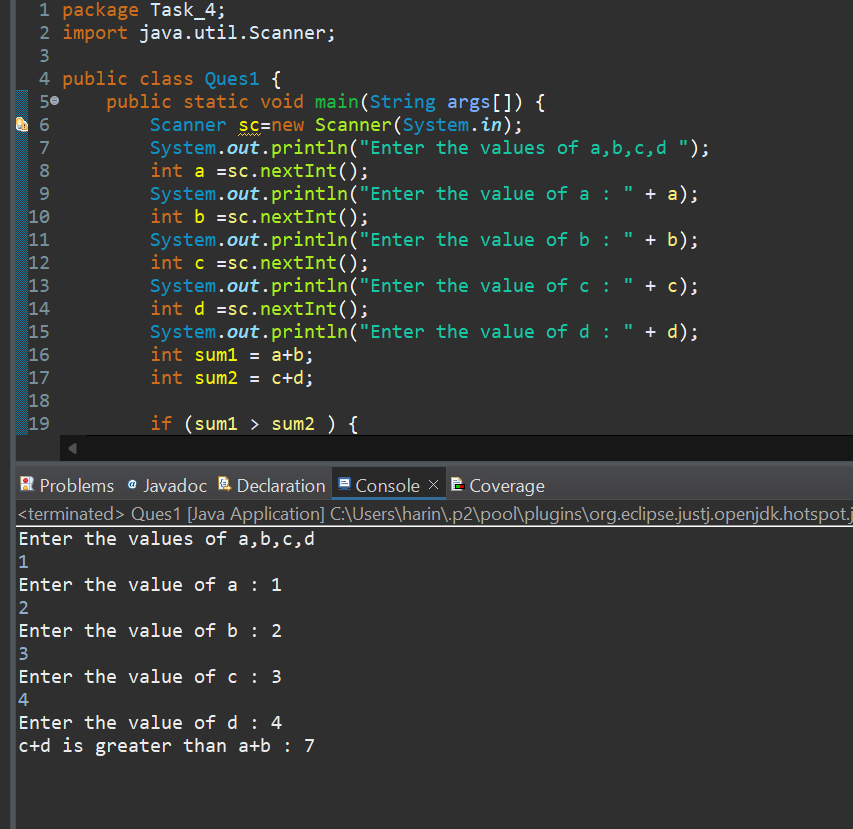 1 package Task_4;
2 import java.util.Scanner;
3
4 public class Ques1 {
5 public static void main(String args[]) {
6 Scanner sc=new Scanner(System.in);
7 System.out.println("Enter the values of a,b,c,d ");
8 int a =sc.nextInt();
9 System.out.println("Enter the value of a : " + a);
10 int b =sc.nextInt();
11 System.out.println("Enter the value of b : " + b);
12 int c =sc.nextInt();
13 System.out.println("Enter the value of c : " + c);
14 int d =sc.nextInt();
15 System.out.println("Enter the value of d : " + d);
16 int sum1 = a+b;
17 int sum2 = c+d;
18
19 if (sum1 > sum2 ) {
Problems @ Javadoc Declaration Console × Coverage
<terminated> Ques1 [Java Application] C:\Users\harin\.p2\pool\plugins\org.eclipse.justj.openjdk.hotspot.j
Enter the values of a,b,c,d
1
Enter the value of a : 1
2
Enter the value of b : 2
3
Enter the value of c : 3
4
Enter the value of d : 4
c+d is greater than a+b : 7